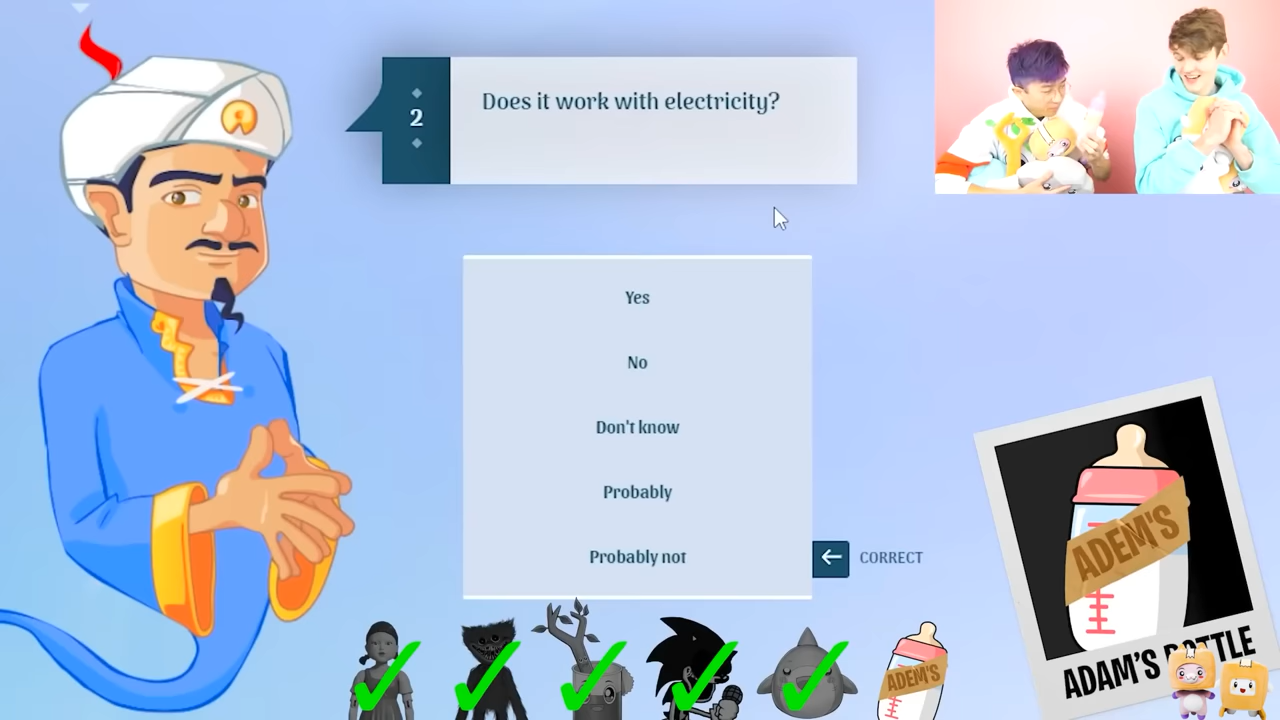 2
Does it work with electricity?
Yes
No
Don't know
Probably
Probably not
CORRECT
ADEM'S
ADAM'S BOTTLE
ADEM'S